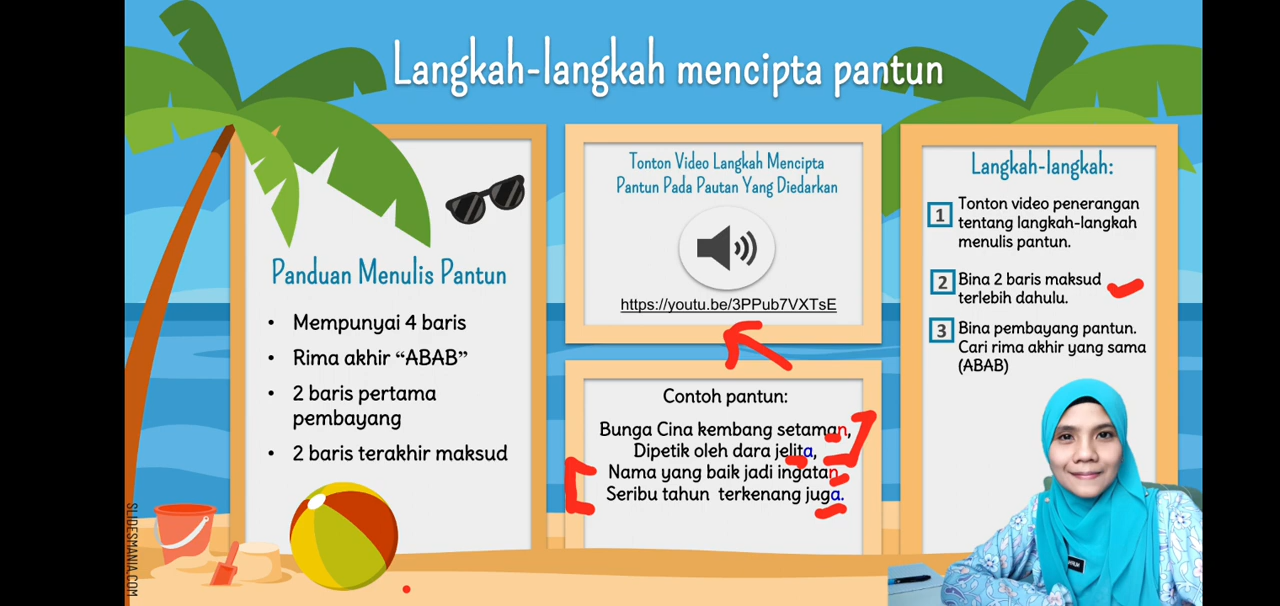 Langkah-langkah mencipta pantun
Panduan Menulis Pantun
• Mempunyai 4 baris
• Rima akhir “ABAB”
• 2 baris pertama
pembayang
• 2 baris terakhir maksud
Tonton Video Langkah Mencipta
Pantun Pada Pautan Yang Diedarkan
https://youtu.be/3PPub7VXTsE
Contoh pantun:
Bunga Cina kembang setaman,
Dipetik oleh dara jelita,
Nama yang baik jadi ingatan
Seribu tahun terkenang juga.
Langkah-langkah:
1 Tonton video penerangan
tentang langkah-langkah
menulis pantun.
2 Bina 2 baris maksud
terlebih dahulu.
3 Bina pembayang pantun.
Cari rima akhir yang sama
(ABAB)
SLIDESMANIA.COM